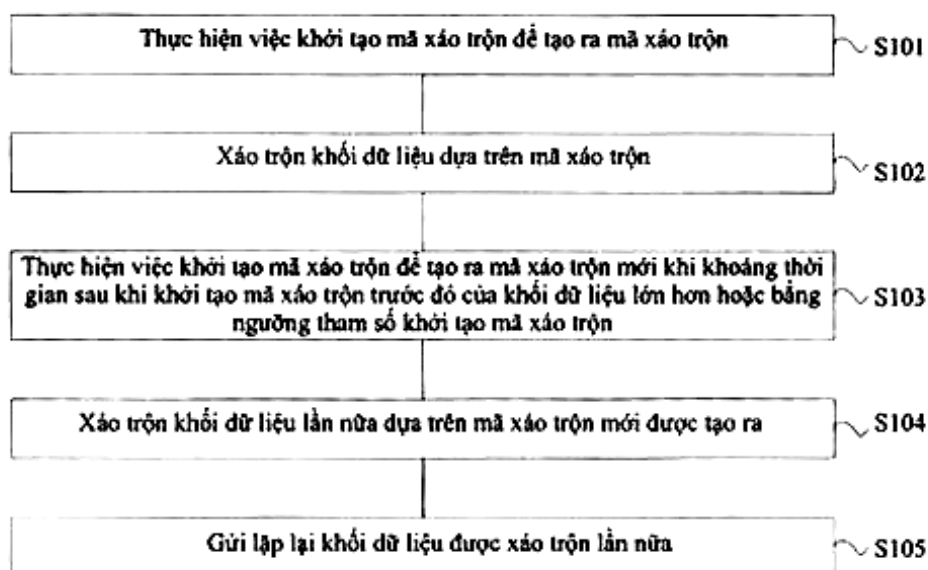 Thực hiện việc khởi tạo mã xáo trộn để tạo ra mã xáo trộn
S101
Xáo trộn khối dữ liệu dựa trên mã xáo trộn
S102
Thực hiện việc khởi tạo mã xáo trộn để tạo ra mã xáo trộn mới khi khoảng thời
gian sau khi khởi tạo mã xáo trộn trước đó của khối dữ liệu lớn hơn hoặc bằng
ngưỡng tham số khởi tạo mã xáo trộn
S103
Xáo trộn khối dữ liệu lần nữa dựa trên mã xáo trộn mới được tạo ra
S104
Gửi lặp lại khối dữ liệu được xáo trộn lần nữa
S105